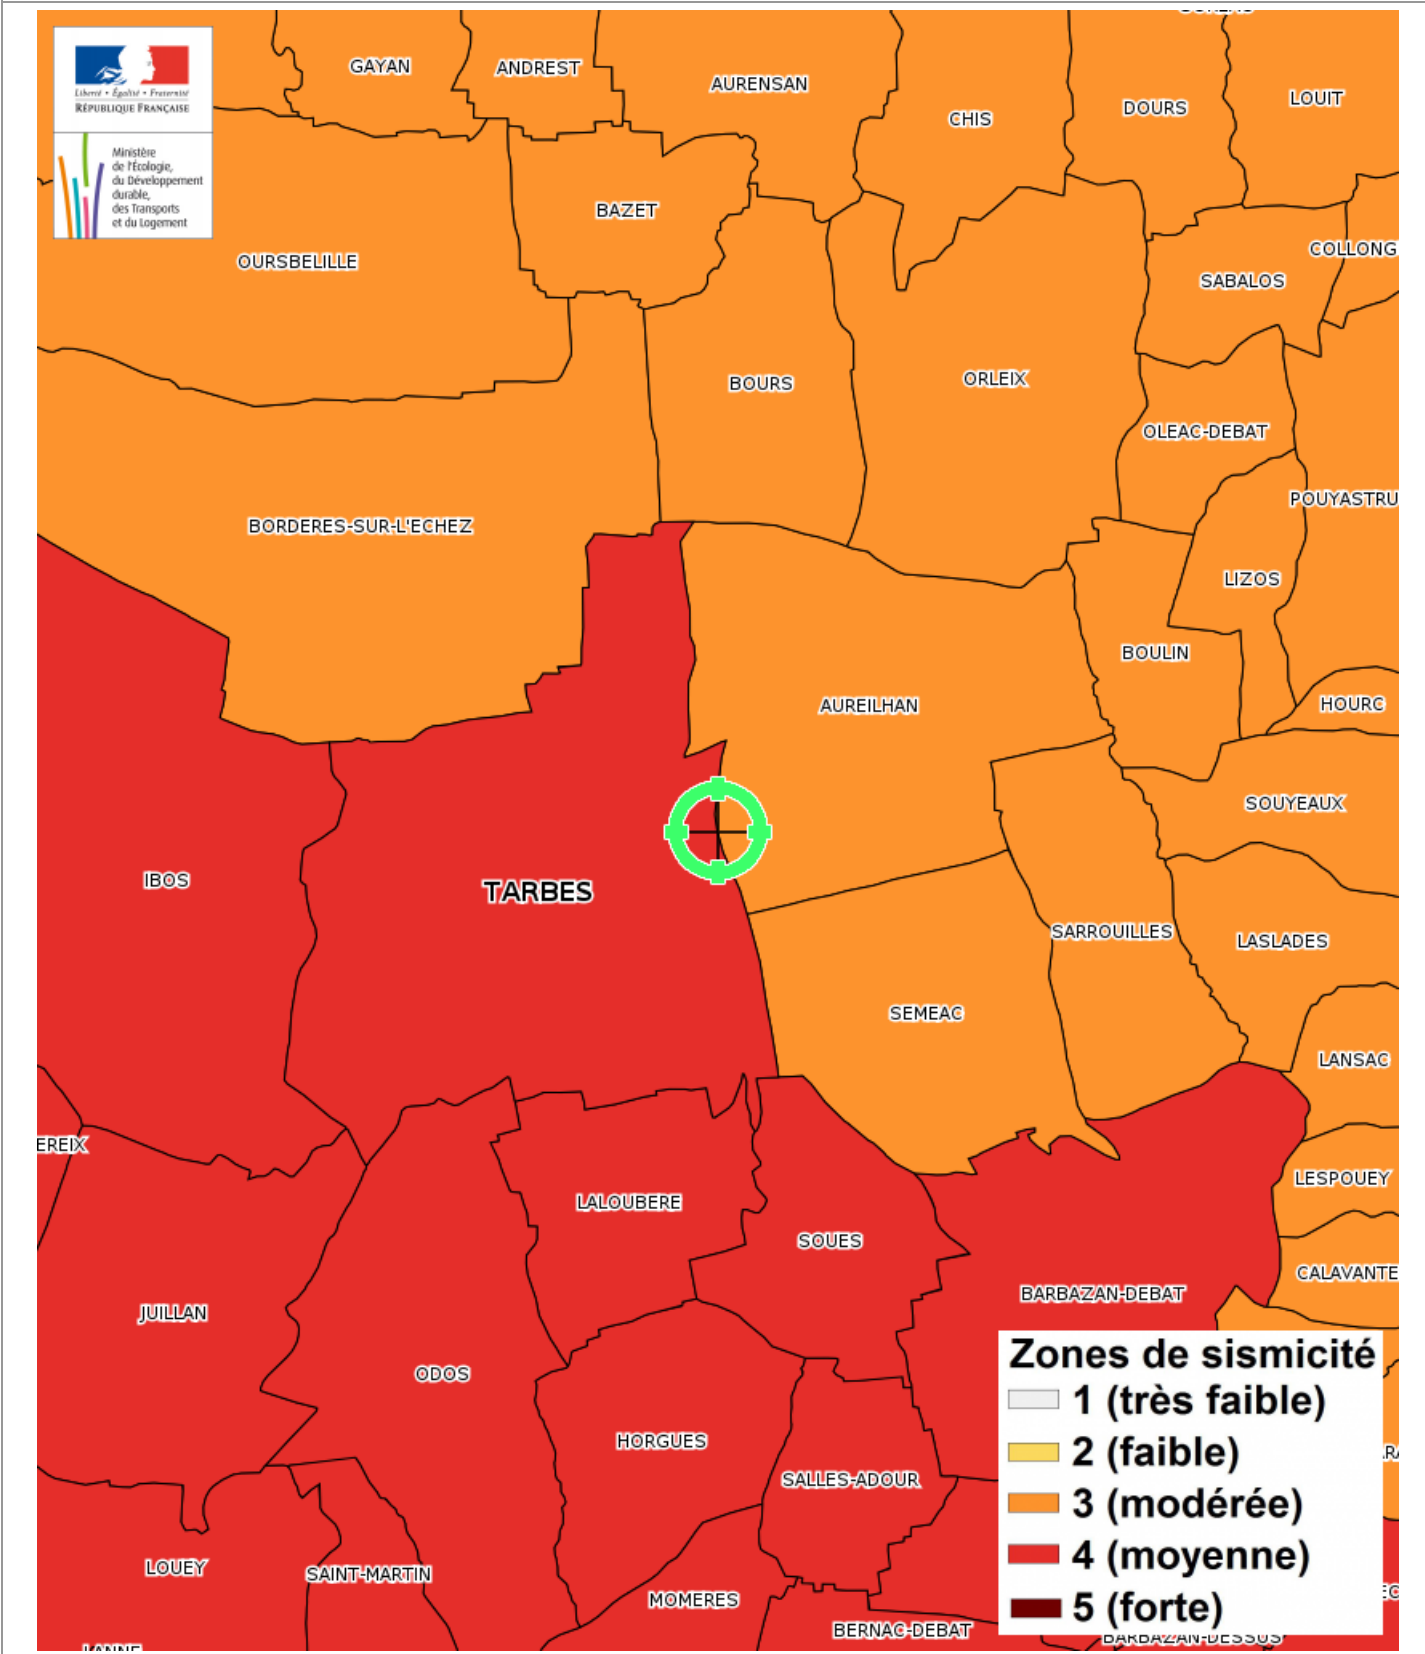 Liberté • Égalité • Fraternité
RÉPUBLIQUE FRANÇAISE
Ministère
de l'Écologie,
du Développement
durable,
des Transports
et du Logement
GAYAN
ANDREST
AURENSAN
CHIS
DOURS
LOUIT
BAZET
OURSBELILLE
COLLONG
SABALOS
BOURS
ORLEIX
OLEAC-DEBAT
POUYASTRU
BORDERES-SUR-L'ECHEZ
LIZOS
BOULIN
AUREILHAN
HOURC
SOUYEAUX
IBOS
TARBES
SARROUILLES
LASLADES
SEMEAC
LANSAC
EREIX
LESPOUEY
LALOUBERE
SOUES
CALAVANTE
BARBAZAN-DEBAT
JUILLAN
ODOS
HORGUES
SALLES-ADOUR
LOUEY
SAINT-MARTIN
MOMERES
BERNAC-DEBAT
BARBAZAN-DESSUS
Zones de sismicité
1 (très faible)
2 (faible)
3 (modérée)
4 (moyenne)
5 (forte)